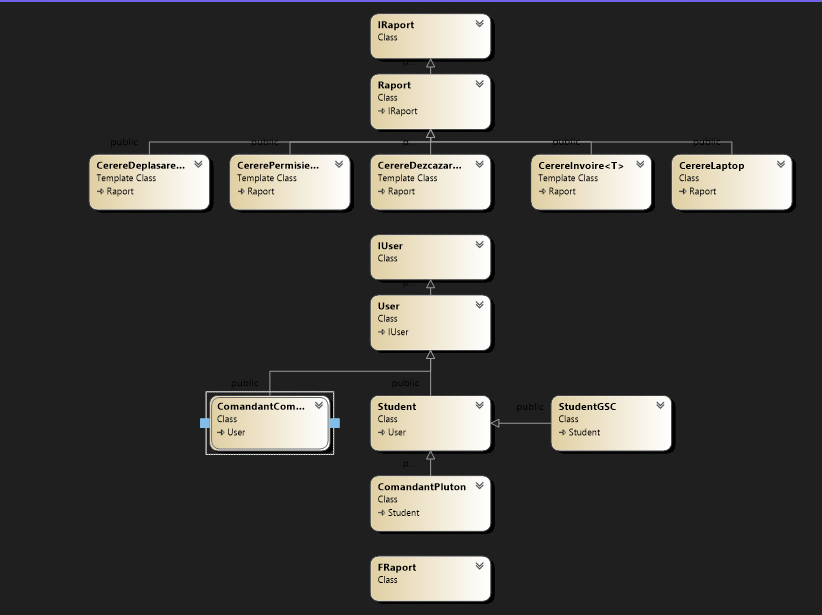 IRaport
Class
Raport
Class
IRaport
public
public
p...
public
public
CerereDeplasare...
Template Class
Raport
CererePermisie...
Template Class
Raport
CerereDezcazar...
Template Class
Raport
CerereInvoire<T>
Template Class
Raport
CerereLaptop
Class
Raport
IUser
Class
p...
User
Class
IUser
public
public
ComandantCom...
Class
User
Student
Class
User
public
StudentGSC
Class
Student
p...
ComandantPluton
Class
Student
FRaport
Class